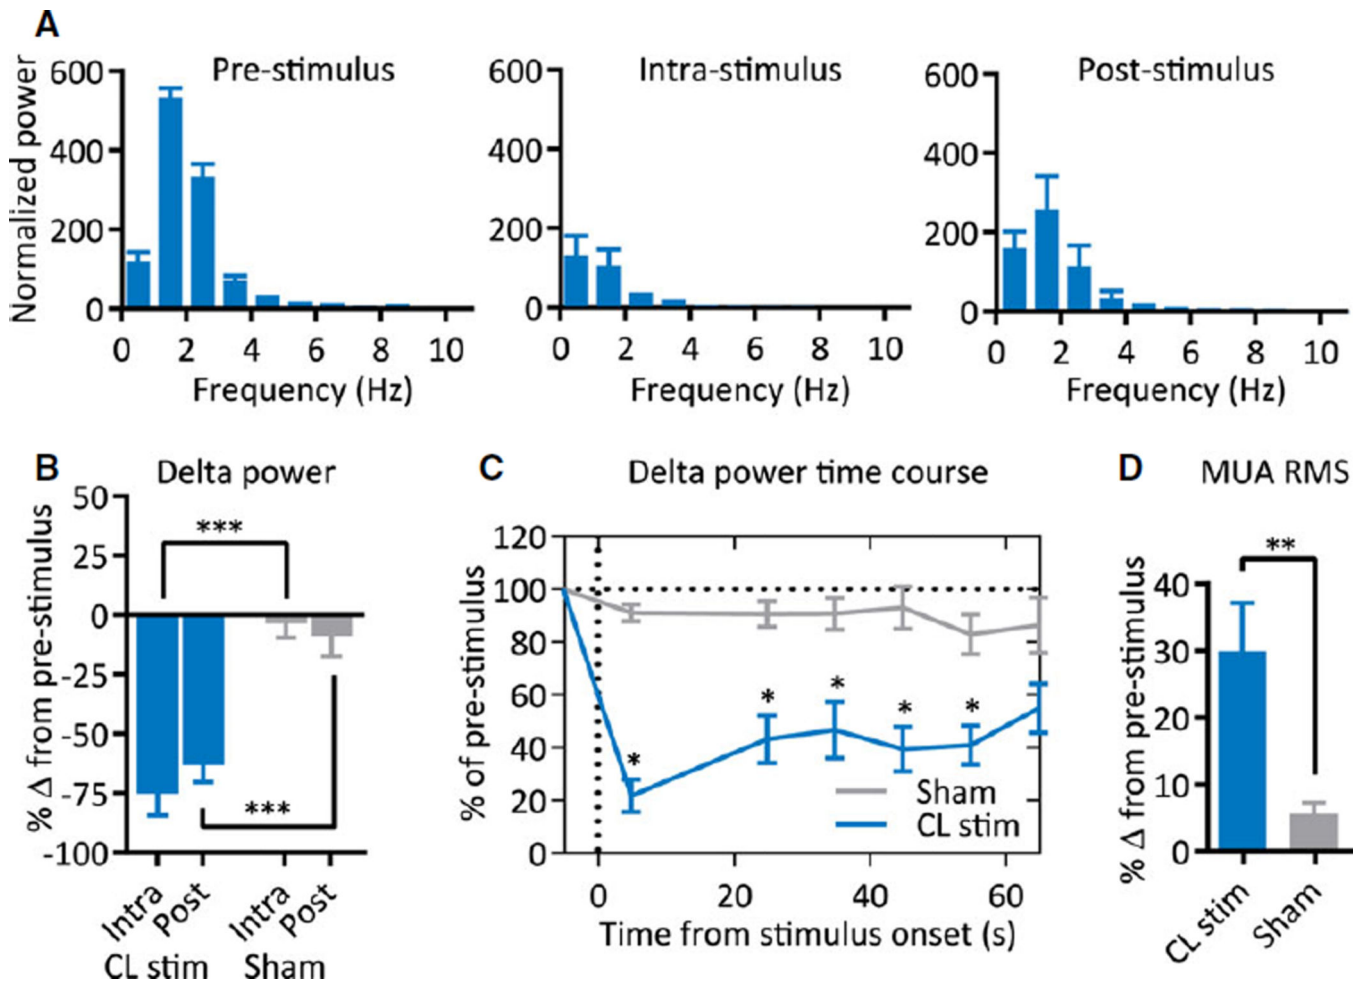 A
Pre-stimulus
Intra-stimulus
Post-stimulus
Normalized power
600
400
200
0
0 2 4 6 8 10
Frequency (Hz)
600
400
200
0
0 2 4 6 8 10
Frequency (Hz)
600
400
200
0
0 2 4 6 8 10
Frequency (Hz)
B
Delta power
% Δ from pre-stimulus
50
25
0
-25
-50
-75
-100
***
***
Intra Post Intra Post
CL stim Sham
C
Delta power time course
% of pre-stimulus
120
100
80
60
40
20
0
* * * * *
Sham
CL stim
0 20 40 60
Time from stimulus onset (s)
D
MUA RMS
% Δ from pre-stimulus
**
40
30
20
10
0
CL stim Sham